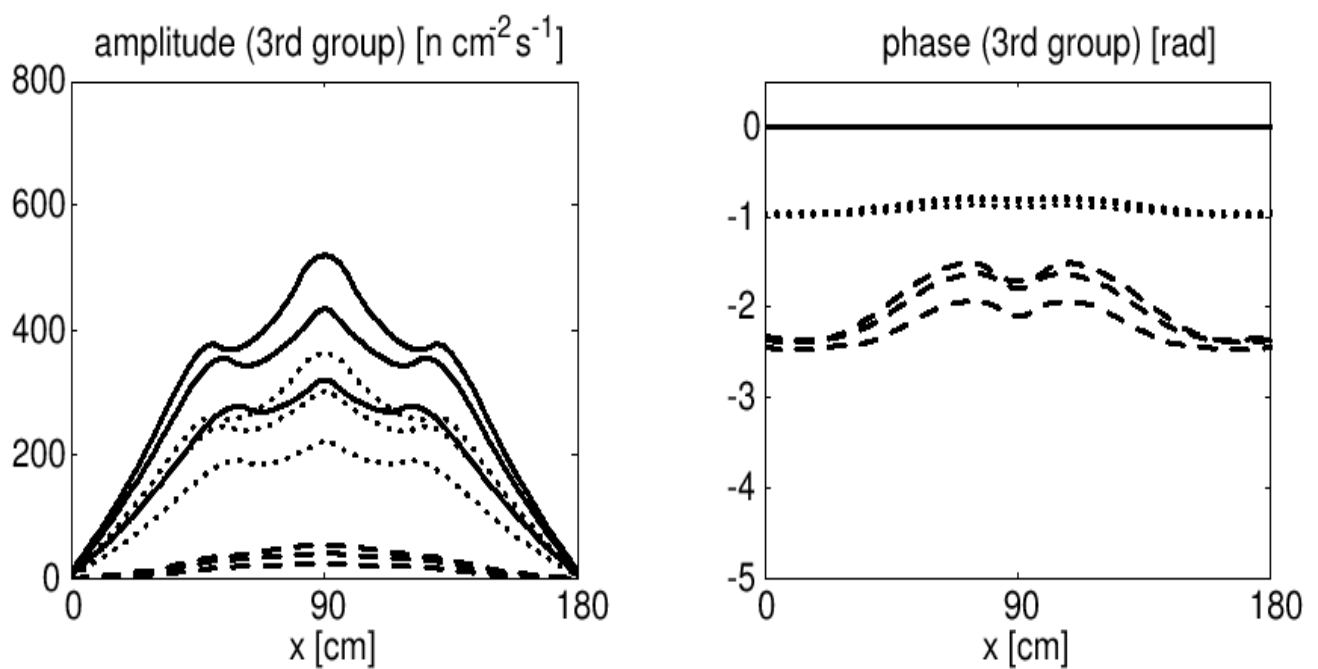 amplitude (3rd group) [n cm⁻² s⁻¹]
800
600
400
200
0
0 90 180
x [cm]
phase (3rd group) [rad]
0
-1
-2
-3
-4
-5
0 90 180
x [cm]